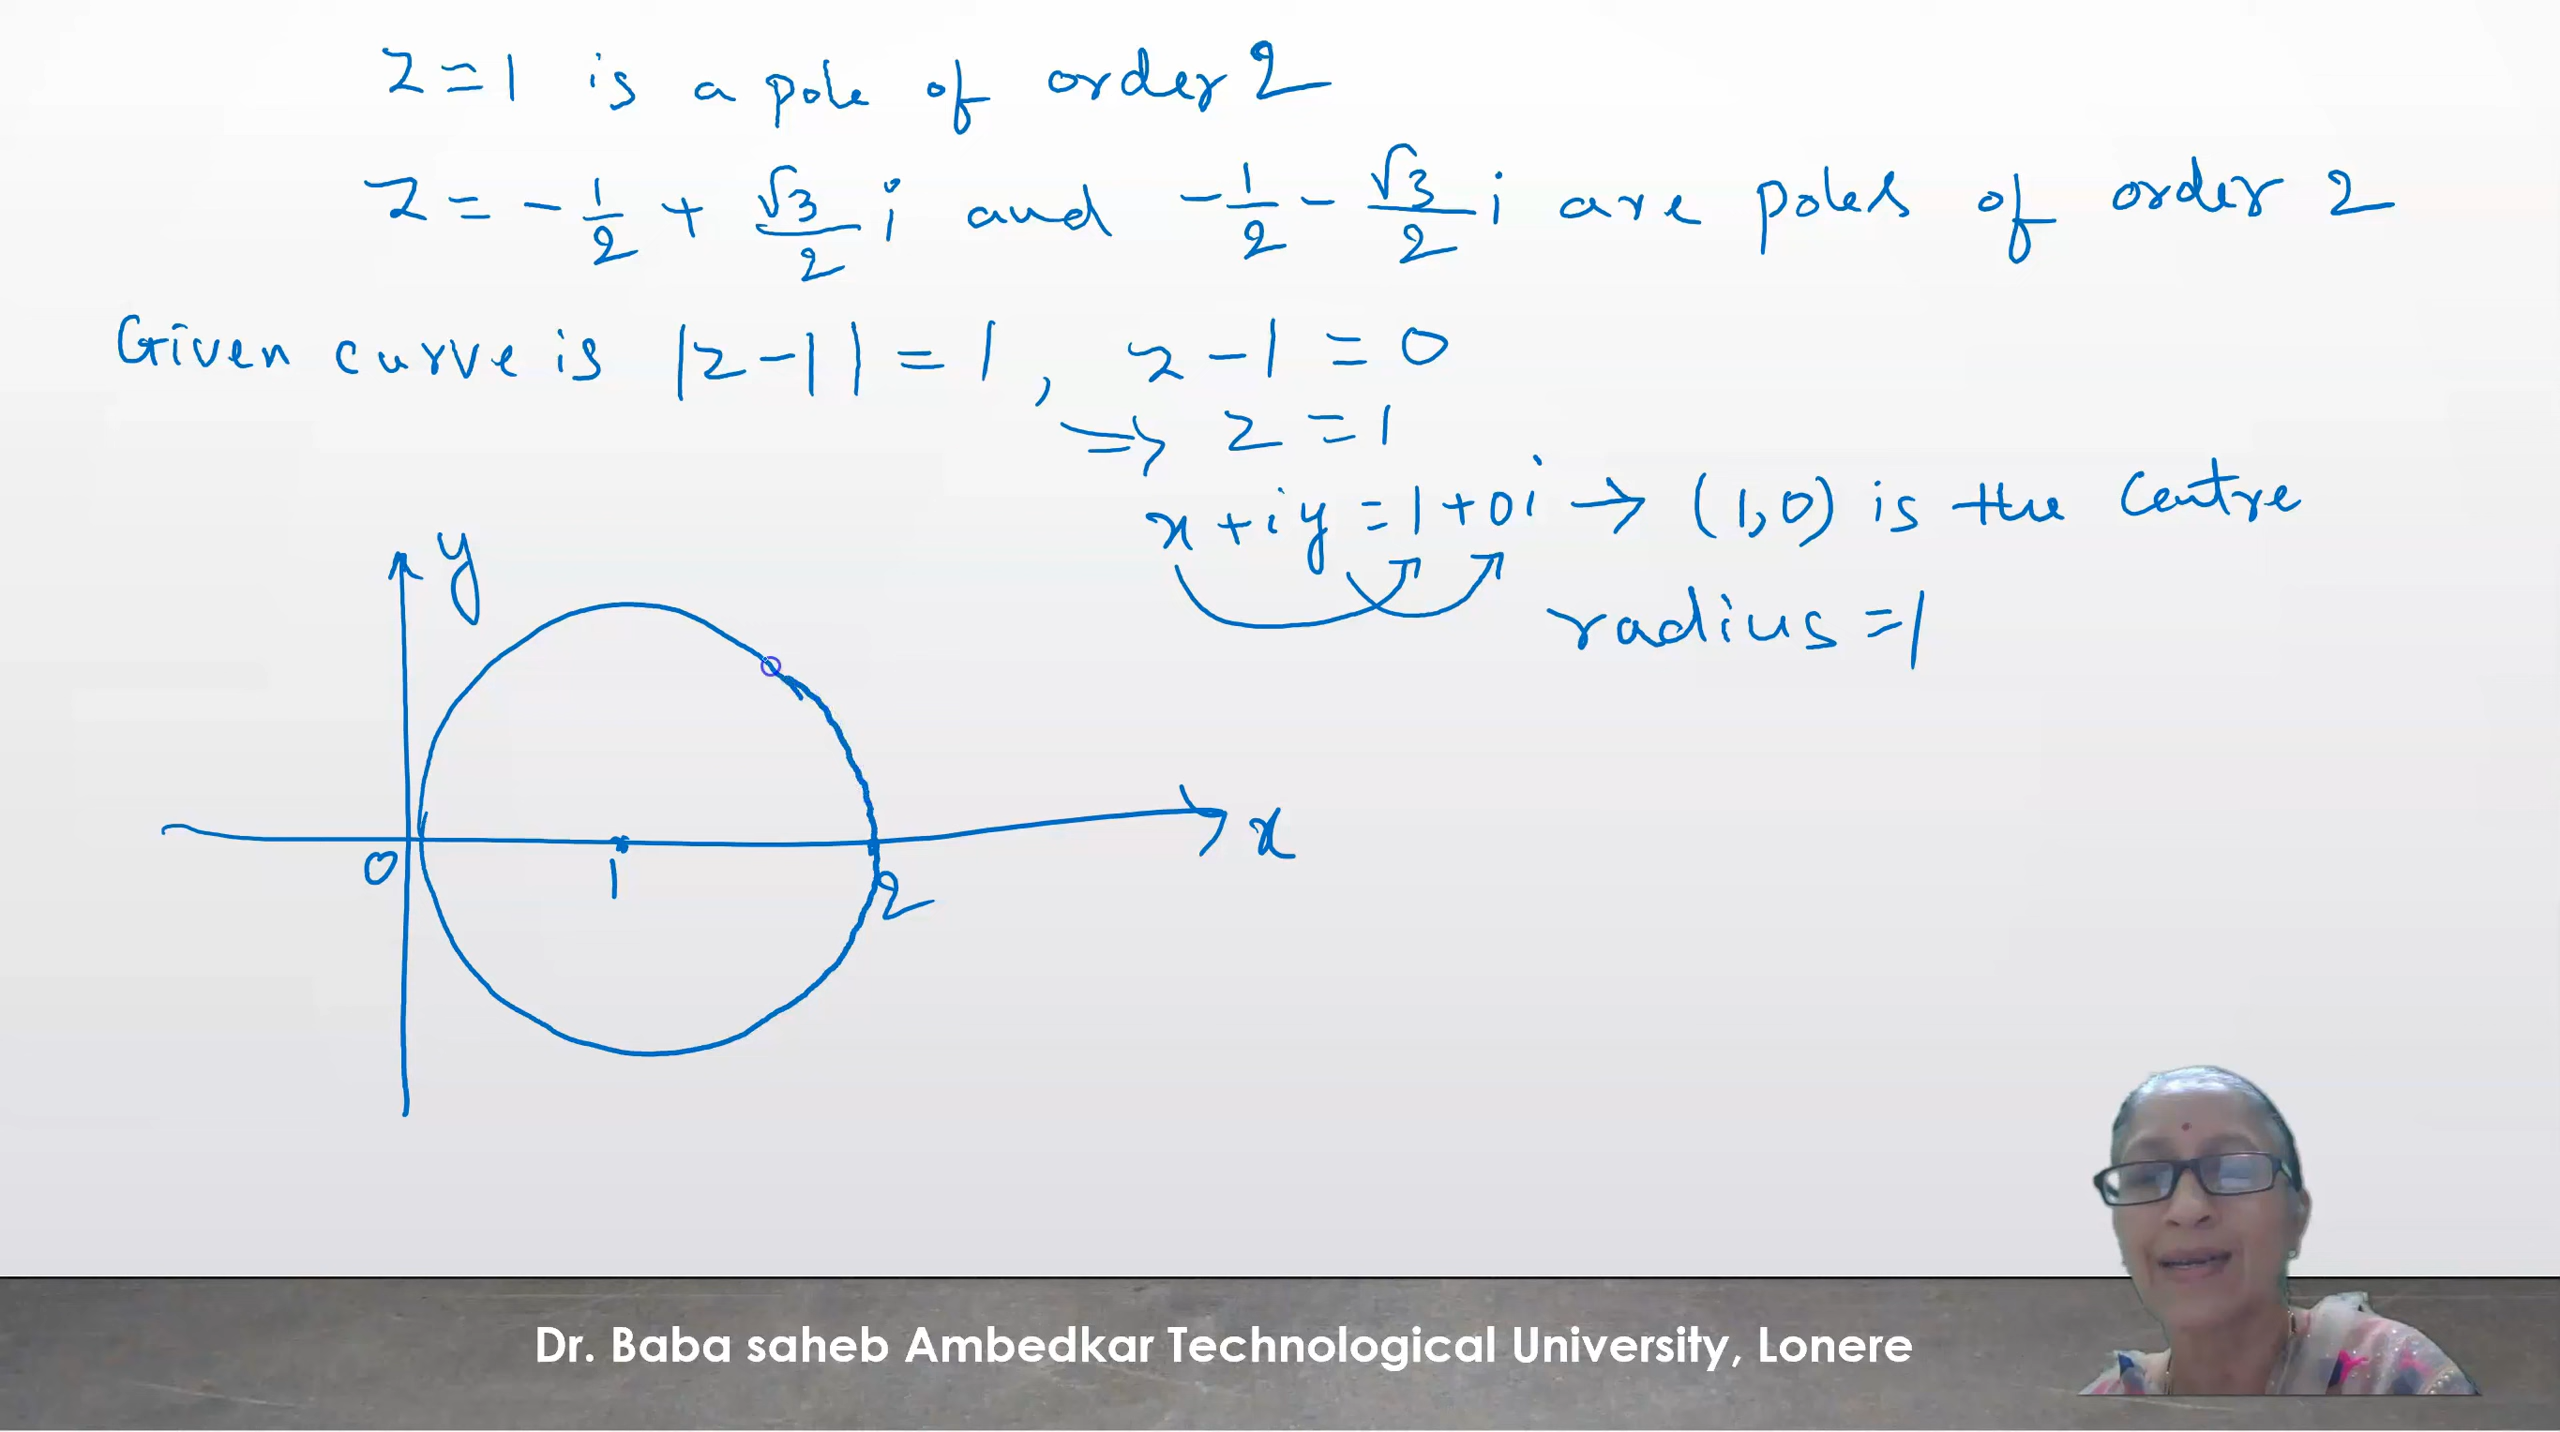 z = 1 is a pole of order 2
z = -1/2 + √3/2 i and -1/2 - √3/2 i are poles of order 2
Given curve is |z - 1| = 1, z - 1 = 0
⇒ z = 1
x + iy = 1 + 0i → (1,0) is the Centre
radius = 1
y
x
0
1
2
Dr. Baba saheb Ambedkar Technological University, Lonere